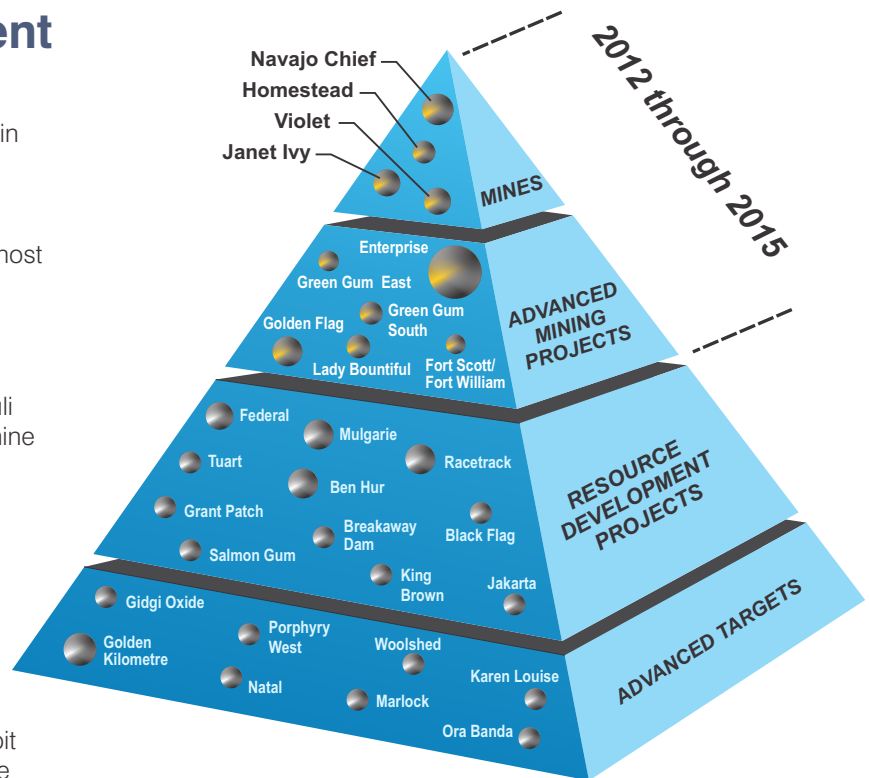 ent
in
nost
li
ine
pit
e
Navajo Chief
Homestead
Violet
Janet Ivy
MINES
2012 through 2015
Enterprise
Green Gum East
Green Gum
South
Golden Flag
Lady Bountiful
Fort Scott/
Fort William
ADVANCED
MINING
PROJECTS
Federal
Mulgarie
Racetrack
Tuart
Ben Hur
Grant Patch
Breakaway
Dam
Black Flag
Salmon Gum
King
Brown
Jakarta
RESOURCE
DEVELOPMENT
PROJECTS
Gidgi Oxide
Golden
Kilometre
Porphyry
West
Woolshed
Natal
Marlock
Karen Louise
Ora Banda
ADVANCED TARGETS